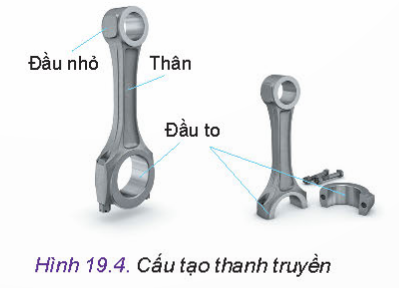 Đầu nhỏ
Thân
Đầu to
Hình 19.4. Cấu tạo thanh truyền